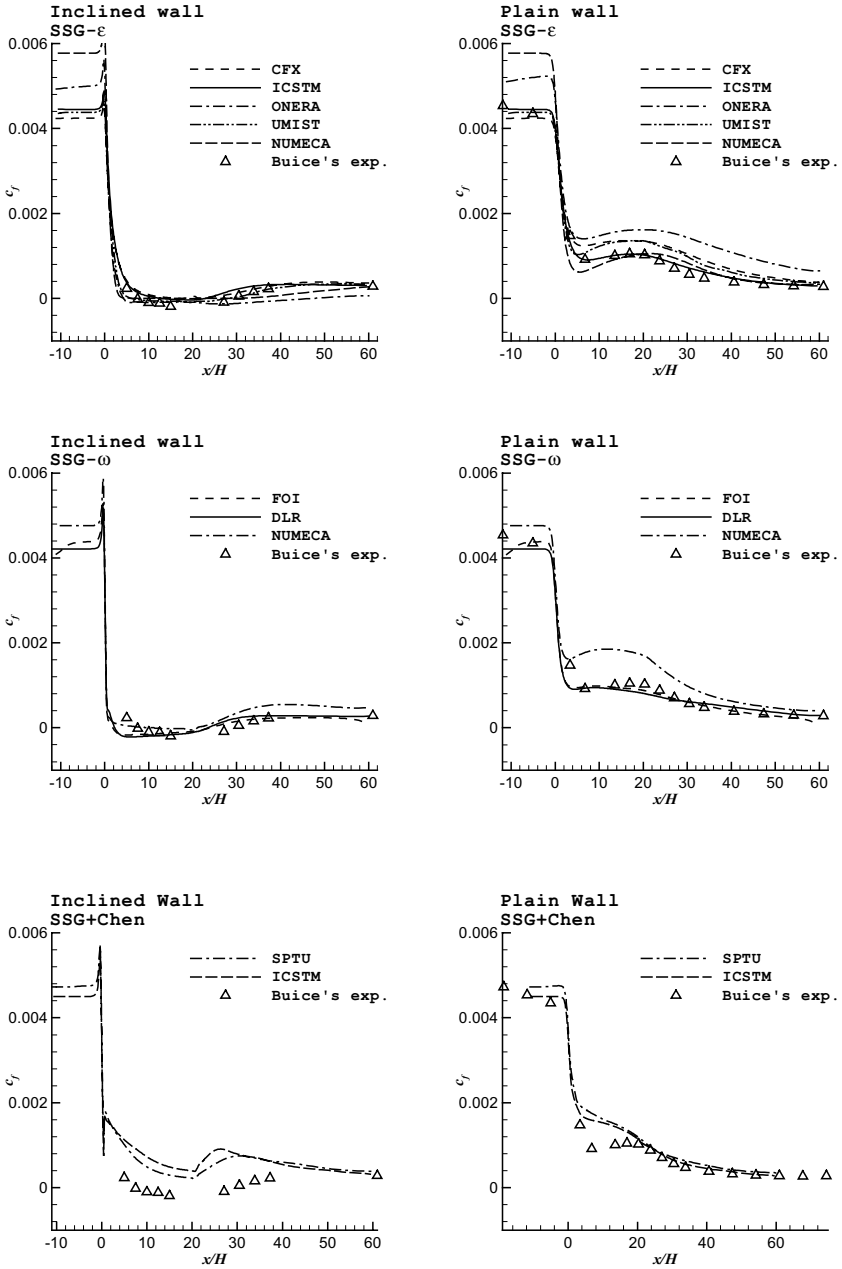 Inclined wall
SSG-ε
0.006
0.004
0.002
0
c_f
-10 0 10 20 30 40 50 60
x/H
CFX
ICSTM
ONERA
UMIST
NUMECA
Buice's exp.
Plain wall
SSG-ε
0.006
0.004
0.002
0
c_f
-10 0 10 20 30 40 50 60
x/H
CFX
ICSTM
ONERA
UMIST
NUMECA
Buice's exp.
Inclined wall
SSG-ω
0.006
0.004
0.002
0
c_f
-10 0 10 20 30 40 50 60
x/H
FOI
DLR
NUMECA
Buice's exp.
Plain wall
SSG-ω
0.006
0.004
0.002
0
c_f
-10 0 10 20 30 40 50 60
x/H
FOI
DLR
NUMECA
Buice's exp.
Inclined Wall
SSG+Chen
0.006
0.004
0.002
0
c_f
-10 0 10 20 30 40 50 60
x/H
SPTU
ICSTM
Buice's exp.
Plain Wall
SSG+Chen
0.006
0.004
0.002
0
c_f
0 20 40 60
x/H
SPTU
ICSTM
Buice's exp.